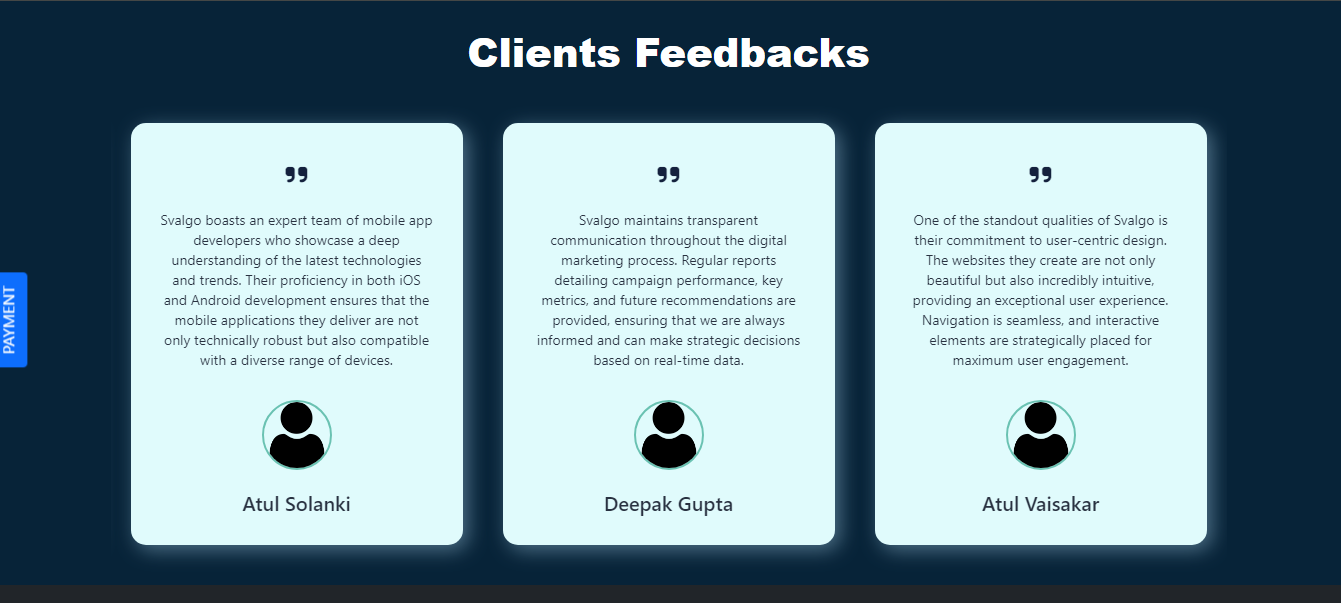 Clients Feedbacks
”
Svalgo boasts an expert team of mobile app
developers who showcase a deep
understanding of the latest technologies
and trends. Their proficiency in both iOS
and Android development ensures that the
mobile applications they deliver are not
only technically robust but also compatible
with a diverse range of devices.
Atul Solanki
”
Svalgo maintains transparent
communication throughout the digital
marketing process. Regular reports
detailing campaign performance, key
metrics, and future recommendations are
provided, ensuring that we are always
informed and can make strategic decisions
based on real-time data.
Deepak Gupta
”
One of the standout qualities of Svalgo is
their commitment to user-centric design.
The websites they create are not only
beautiful but also incredibly intuitive,
providing an exceptional user experience.
Navigation is seamless, and interactive
elements are strategically placed for
maximum user engagement.
Atul Vaisakar
PAYMENT